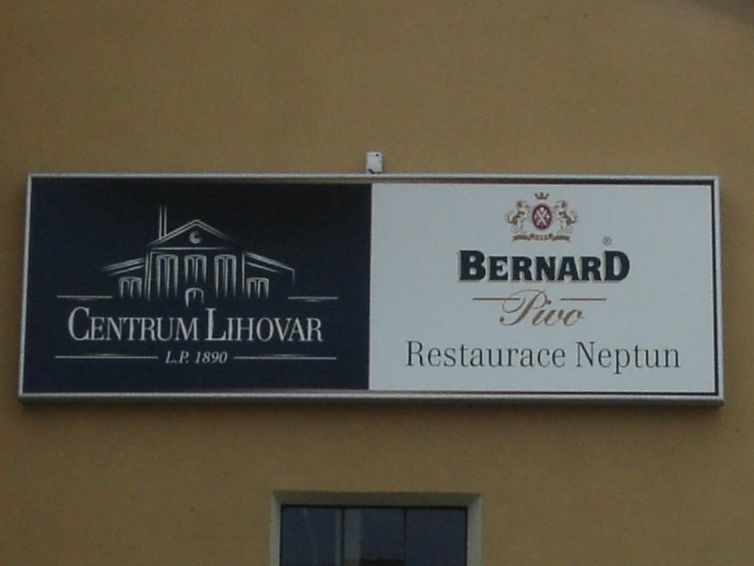 CENTRUM LIHOVAR
L.P. 1890
BERNARD®
Pivo
Restaurace Neptun